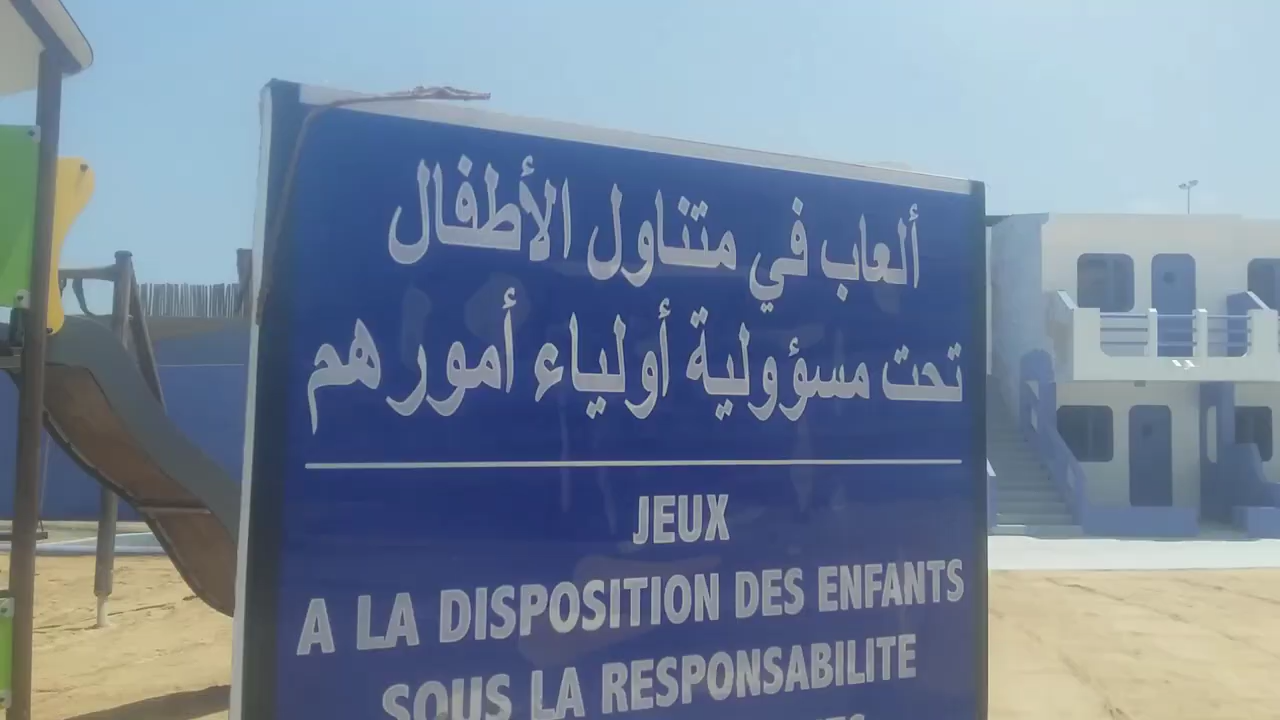 ألعاب في متناول الأطفال
تحت مسؤولية أولياء أمورهم
JEUX
A LA DISPOSITION DES ENFANTS
SOUS LA RESPONSABILITE